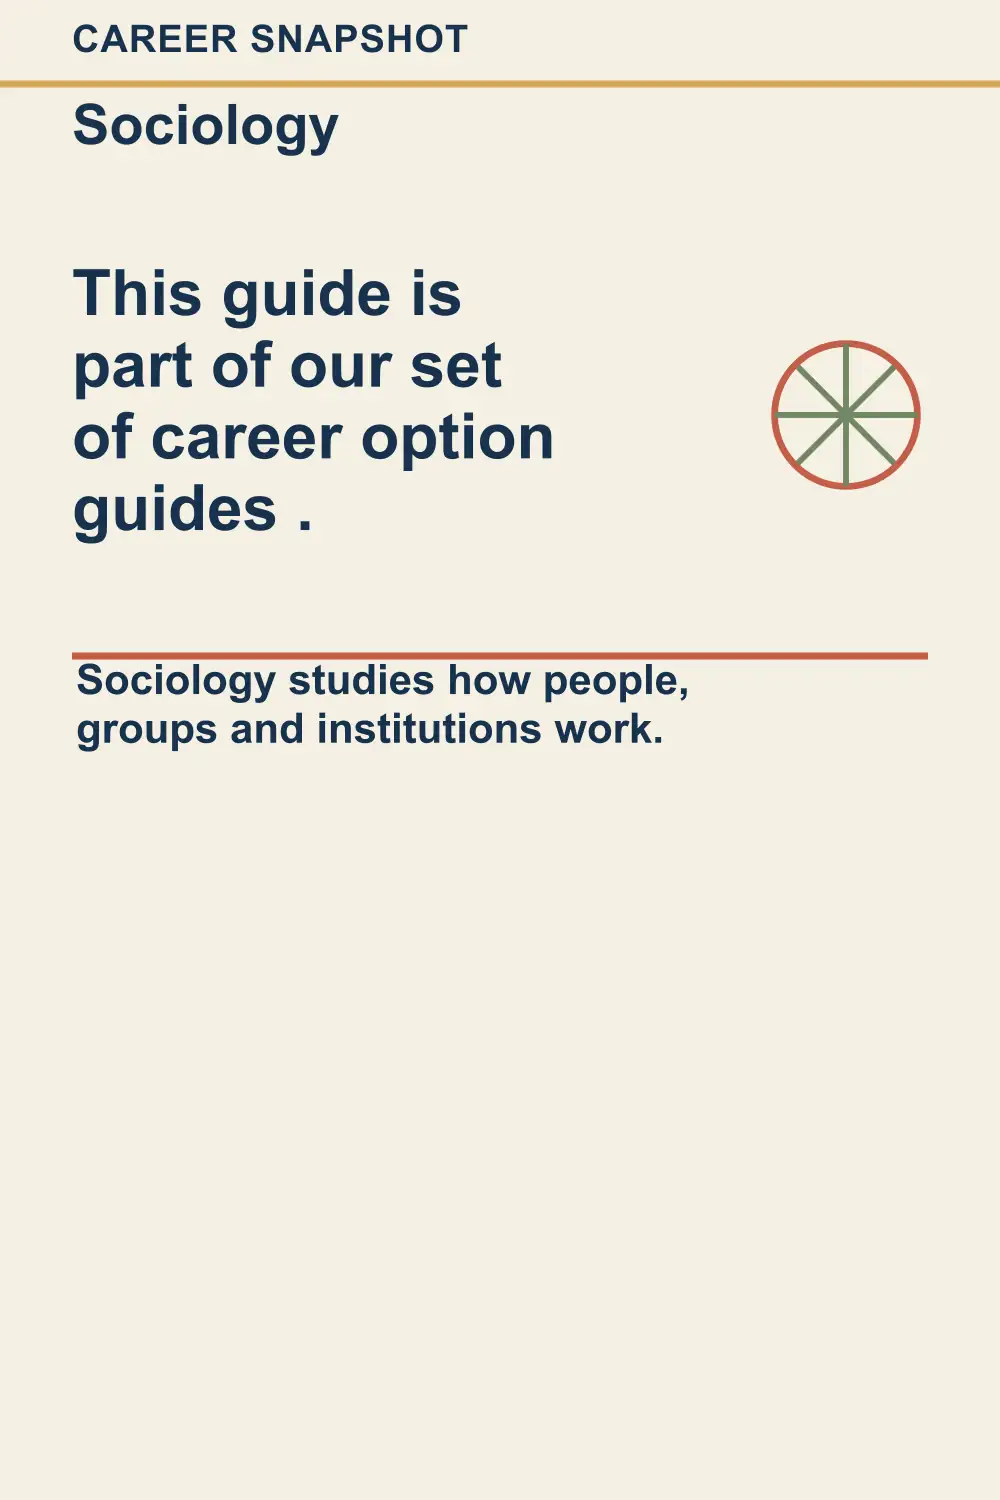 CAREER SNAPSHOT
Sociology
This guide is
part of our set
of career option
guides .
Sociology studies how people,
groups and institutions work.